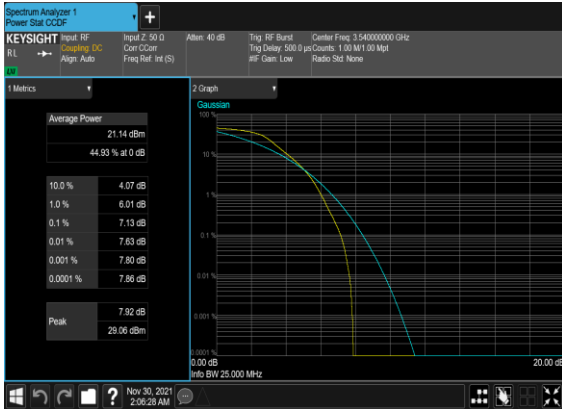 Spectrum Analyzer 1
Power Stat CCDF
+
KEYSIGHT
RL
Input: RF
Coupling: DC
Align: Auto
Input Z: 50 Ω
Corr CCorr
Freq Ref: Int (S)
Atten: 40 dB
Trig: RF Burst
Trig Delay: 500.0 µs
#IF Gain: Low
Center Freq: 3.540000000 GHz
Counts: 1.00 M/1.00 Mpt
Radio Std: None
1 Metrics
Average Power
21.14 dBm
44.93 % at 0 dB
10.0 % 4.07 dB
1.0 % 6.01 dB
0.1 % 7.13 dB
0.01 % 7.63 dB
0.001 % 7.80 dB
0.0001 % 7.86 dB
Peak
7.92 dB
29.06 dBm
2 Graph
Gaussian
100 %
10 %
1 %
0.1 %
0.01 %
0.001 %
0.0001 %
0.00 dB
20.00 dB
Info BW 25.000 MHz
?
Nov 30, 2021
2:06:28 AM